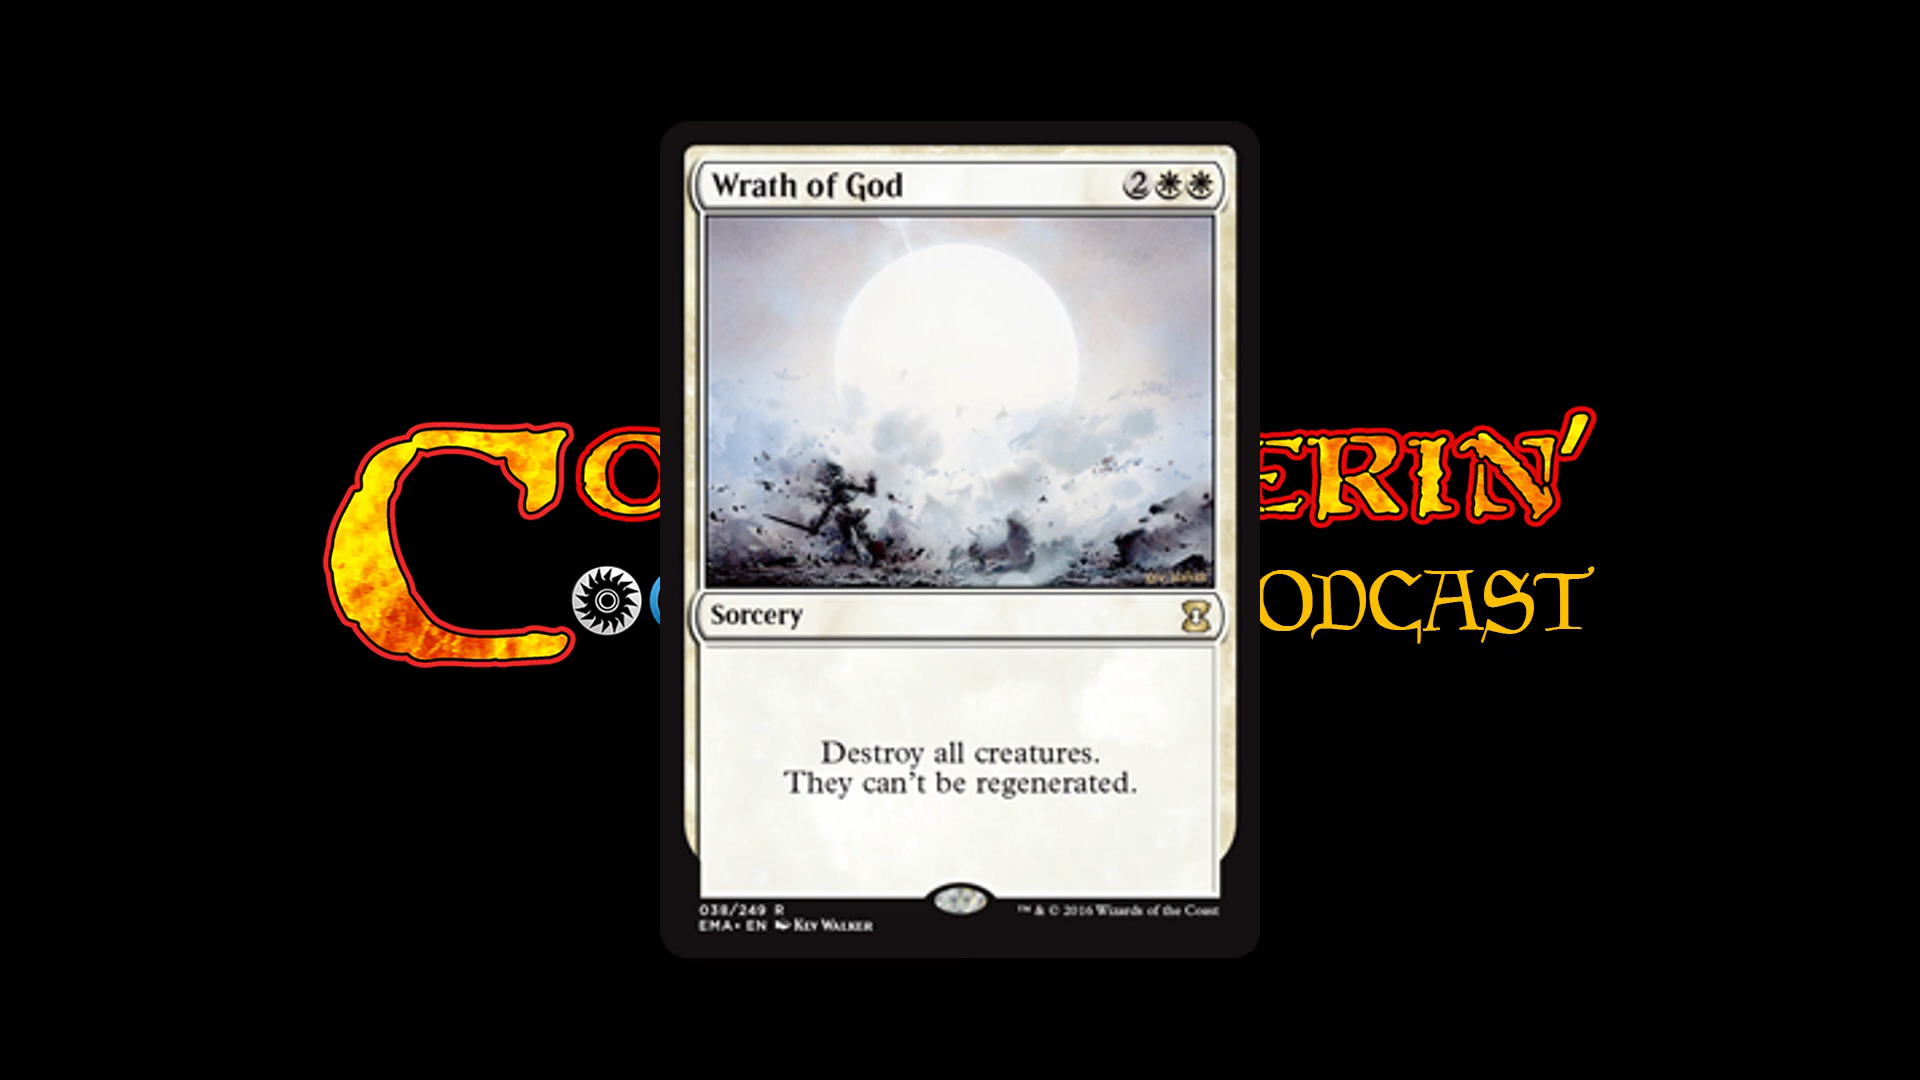 Wrath of God 2
CO
ERIN'
ODCAST
Sorcery
Destroy all creatures.
They can't be regenerated.
038/249 R
EMA • EN Kev Walker
™ & © 2016 Wizards of the Coast